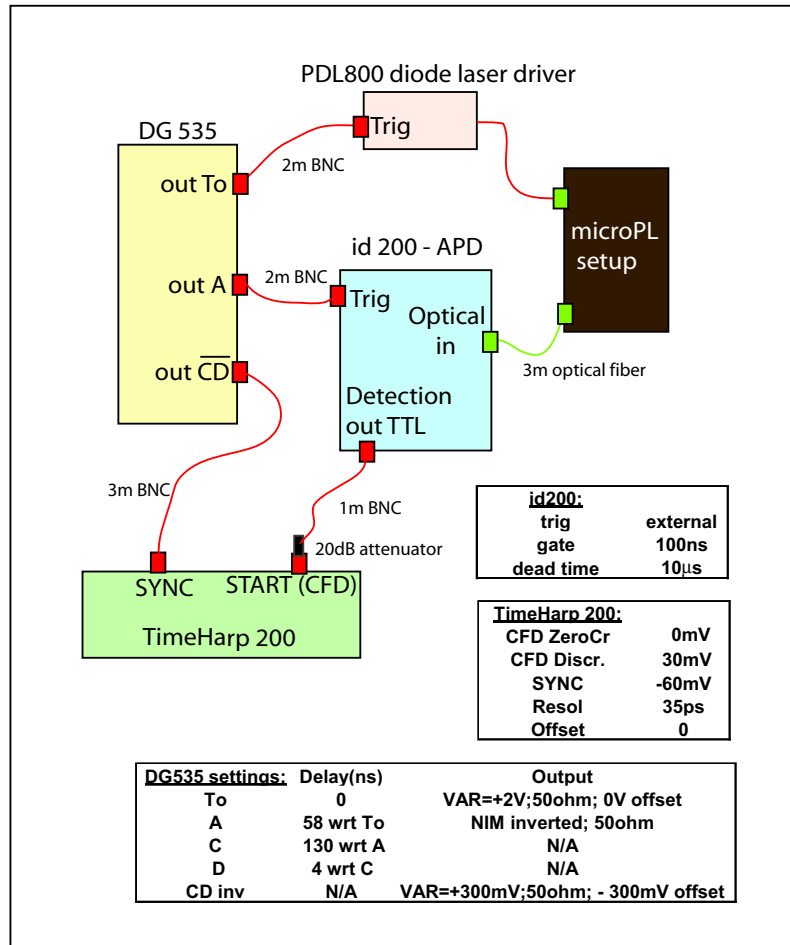 PDL800 diode laser driver
DG 535
Trig
out To
2m BNC
microPL
setup
id 200 - APD
2m BNC
out A
Trig
Optical
in
out C̅D̅
3m optical fiber
Detection
out TTL
3m BNC
1m BNC
20dB attenuator
SYNC
START (CFD)
TimeHarp 200
id200:
trig external
gate 100ns
dead time 10μs
TimeHarp 200:
CFD ZeroCr 0mV
CFD Discr. 30mV
SYNC -60mV
Resol 35ps
Offset 0
DG535 settings: Delay(ns) Output
To 0 VAR=+2V;50ohm; 0V offset
A 58 wrt To NIM inverted; 50ohm
C 130 wrt A N/A
D 4 wrt C N/A
CD inv N/A VAR=+300mV;50ohm; - 300mV offset